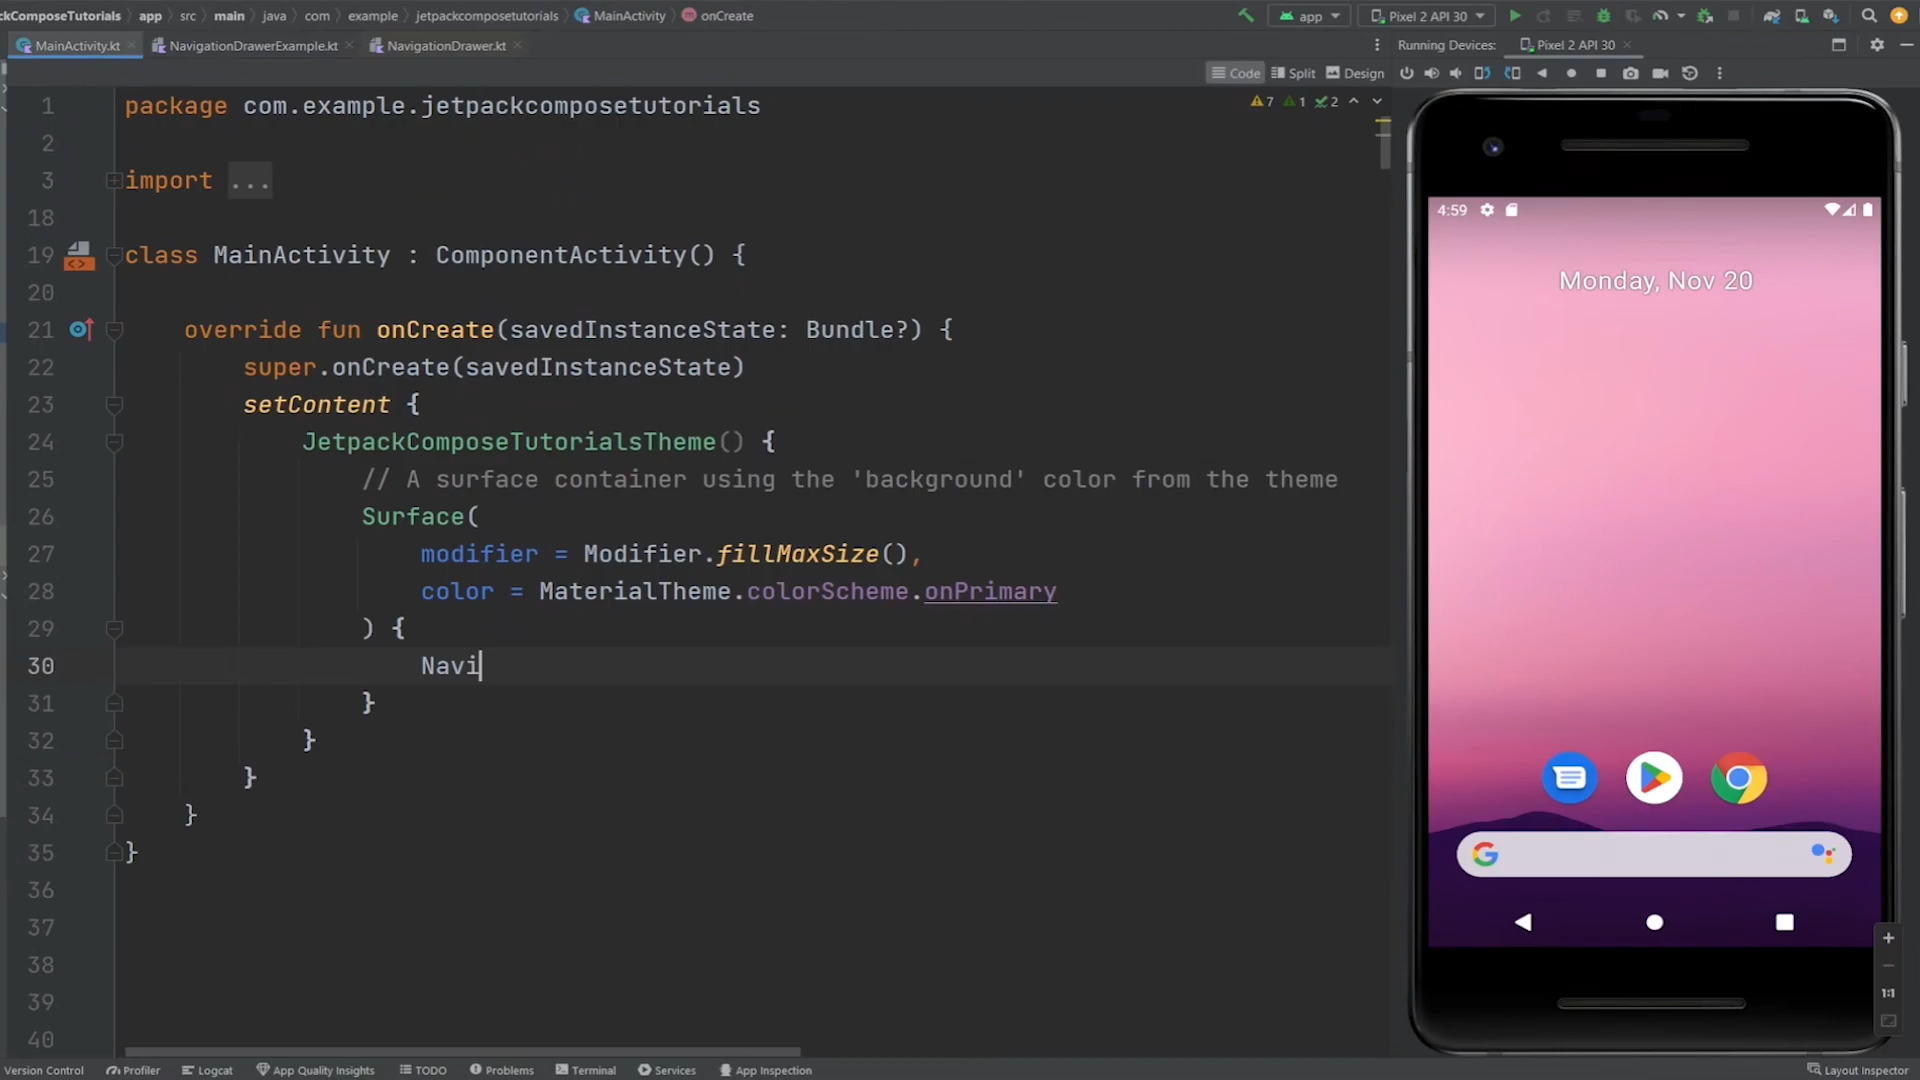 ckComposeTutorials app src main java com example jetpackcomposetutorials MainActivity onCreate
app Pixel 2 API 30
MainActivity.kt NavigationDrawerExample.kt NavigationDrawer.kt
Running Devices: Pixel 2 API 30
Code Split Design
7 1 2
1 package com.example.jetpackcomposetutorials
2
3 import ...
18
19 class MainActivity : ComponentActivity() {
20
21 override fun onCreate(savedInstanceState: Bundle?) {
22 super.onCreate(savedInstanceState)
23 setContent {
24 JetpackComposeTutorialsTheme() {
25 // A surface container using the 'background' color from the theme
26 Surface(
27 modifier = Modifier.fillMaxSize(),
28 color = MaterialTheme.colorScheme.onPrimary
29 ) {
30 Navi
31 }
32 }
33 }
34 }
35 }
36
37
38
39
40
4:59
Monday, Nov 20
1:1
Version Control Profiler Logcat App Quality Insights TODO Problems Terminal Services App Inspection Layout Inspector